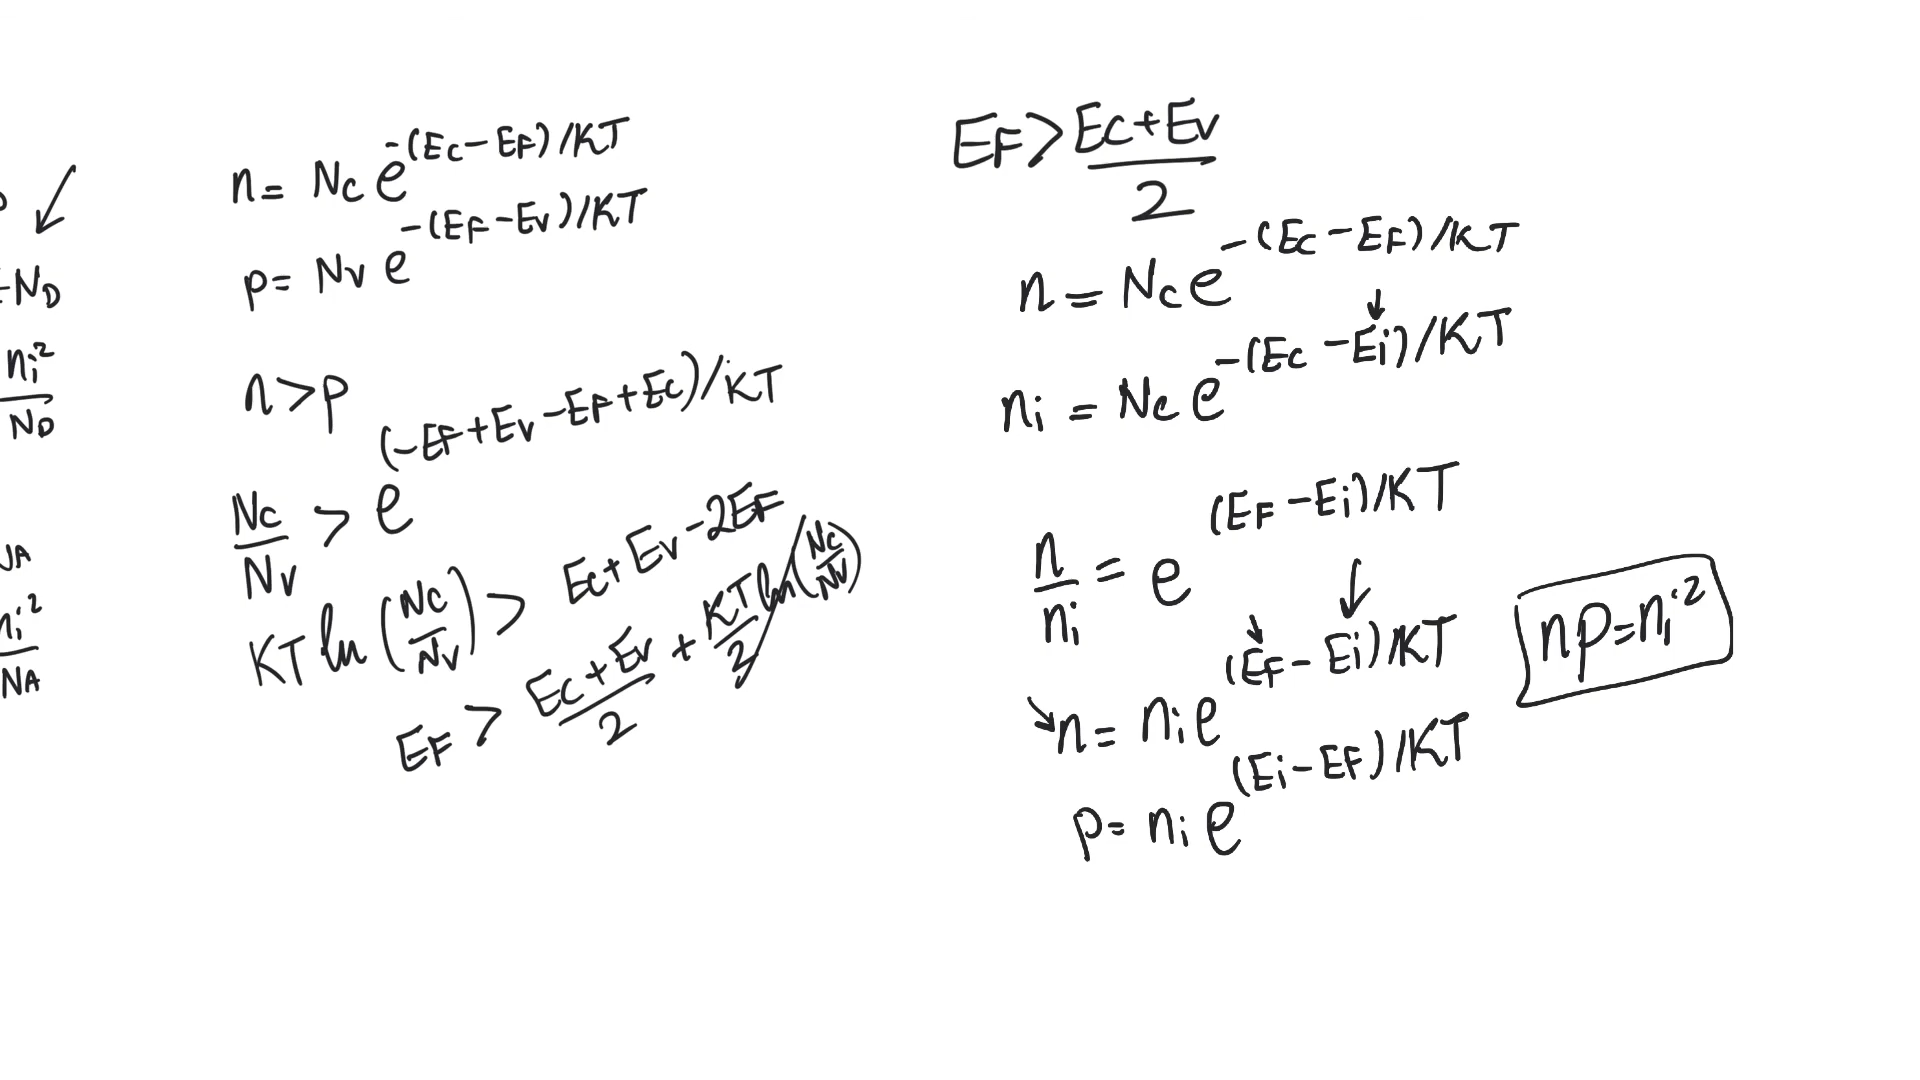 -ND
ni²
ND
ni²
NA
n = Nc e^-(Ec-EF)/KT
p = Nv e^-(EF-Ev)/KT
n>p
Nc/Nv > e^(-EF+Ev-EF+Ec)/KT
KT ln(Nc/Nv) > Ec+Ev-2EF
EF > (Ec+Ev)/2 + KT/2 ln(Nc/Nv)
EF > (Ec+Ev)/2
n = Nc e^-(Ec-EF)/KT
ni = Nc e^-(Ec-Ei)/KT
n/ni = e^(EF-Ei)/KT
n = ni e^(EF-Ei)/KT
p = ni e^(Ei-EF)/KT
np=ni²